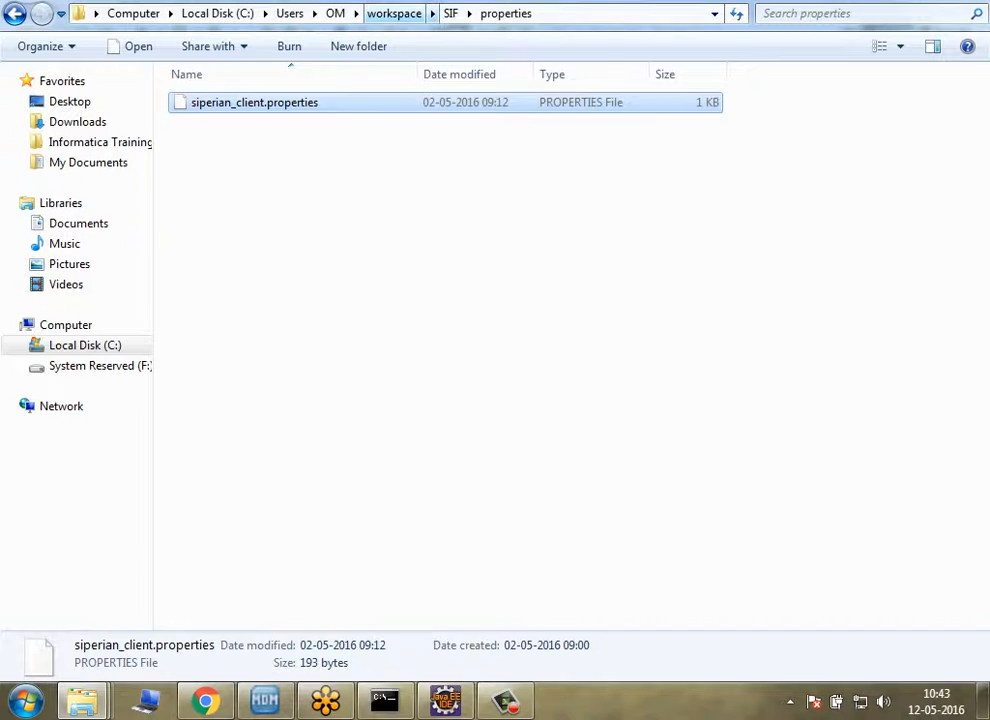 Computer Local Disk (C:) Users OM workspace SIF properties
Search properties
Organize Open Share with Burn New folder
Name Date modified Type Size
siperian_client.properties 02-05-2016 09:12 PROPERTIES File 1 KB
Favorites
Desktop
Downloads
Informatica Training
My Documents
Libraries
Documents
Music
Pictures
Videos
Computer
Local Disk (C:)
System Reserved (F:)
Network
siperian_client.properties Date modified: 02-05-2016 09:12 Date created: 02-05-2016 09:00
PROPERTIES File Size: 193 bytes
MDM
C:\
Java EE
IDE
10:43
12-05-2016